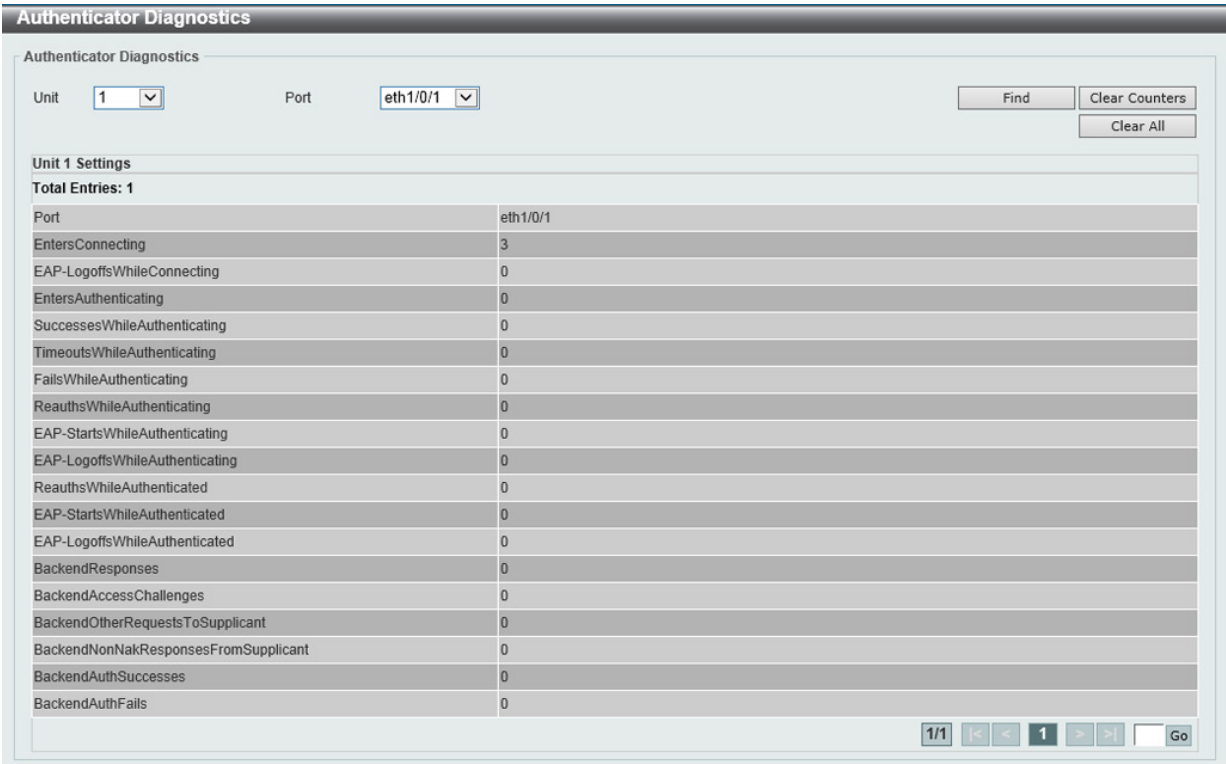 Authenticator Diagnostics
Authenticator Diagnostics
Unit 1 Port eth1/0/1 Find Clear Counters
Clear All
Unit 1 Settings
Total Entries: 1
Port eth1/0/1
EntersConnecting 3
EAP-LogoffsWhileConnecting 0
EntersAuthenticating 0
SuccessesWhileAuthenticating 0
TimeoutsWhileAuthenticating 0
FailsWhileAuthenticating 0
ReauthsWhileAuthenticating 0
EAP-StartsWhileAuthenticating 0
EAP-LogoffsWhileAuthenticating 0
ReauthsWhileAuthenticated 0
EAP-StartsWhileAuthenticated 0
EAP-LogoffsWhileAuthenticated 0
BackendResponses 0
BackendAccessChallenges 0
BackendOtherRequestsToSupplicant 0
BackendNonNakResponsesFromSupplicant 0
BackendAuthSuccesses 0
BackendAuthFails 0
1/1 |< < 1 > >| Go